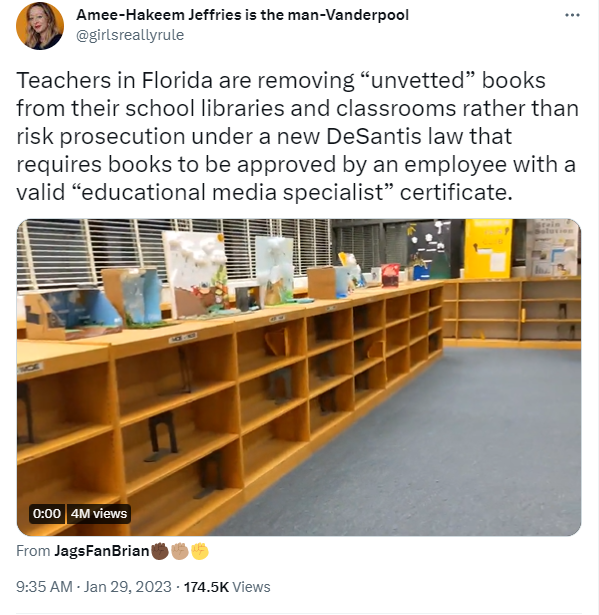 Amee-Hakeem Jeffries is the man-Vanderpool
@girlsreallyrule
Teachers in Florida are removing “unvetted” books
from their school libraries and classrooms rather than
risk prosecution under a new DeSantis law that
requires books to be approved by an employee with a
valid “educational media specialist” certificate.
0:00 4M views
From JagsFanBrian✊🏿✊🏽✊
9:35 AM · Jan 29, 2023 · 174.5K Views